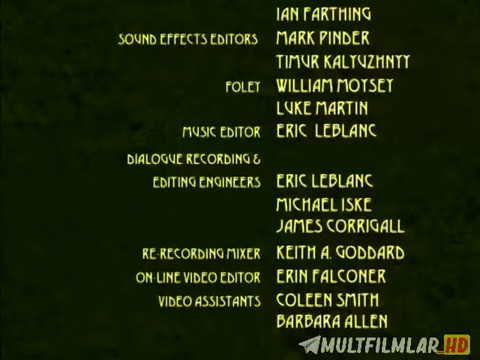 IAN FARTHING
SOUND EFFECTS EDITORS MARK PINDER
TIMUR KALYUZHNYY
FOLEY WILLIAM MOYSEY
LUKE MARTIN
MUSIC EDITOR ERIC LEBLANC
DIALOGUE RECORDING &
EDITING ENGINEERS ERIC LEBLANC
MICHAEL ISKE
JAMES CORRIGALL
RE-RECORDING MIXER KEITH A. GODDARD
ON-LINE VIDEO EDITOR ERIN FALCONER
VIDEO ASSISTANTS COLEEN SMITH
BARBARA ALLEN
MULTFILMLAR_HD